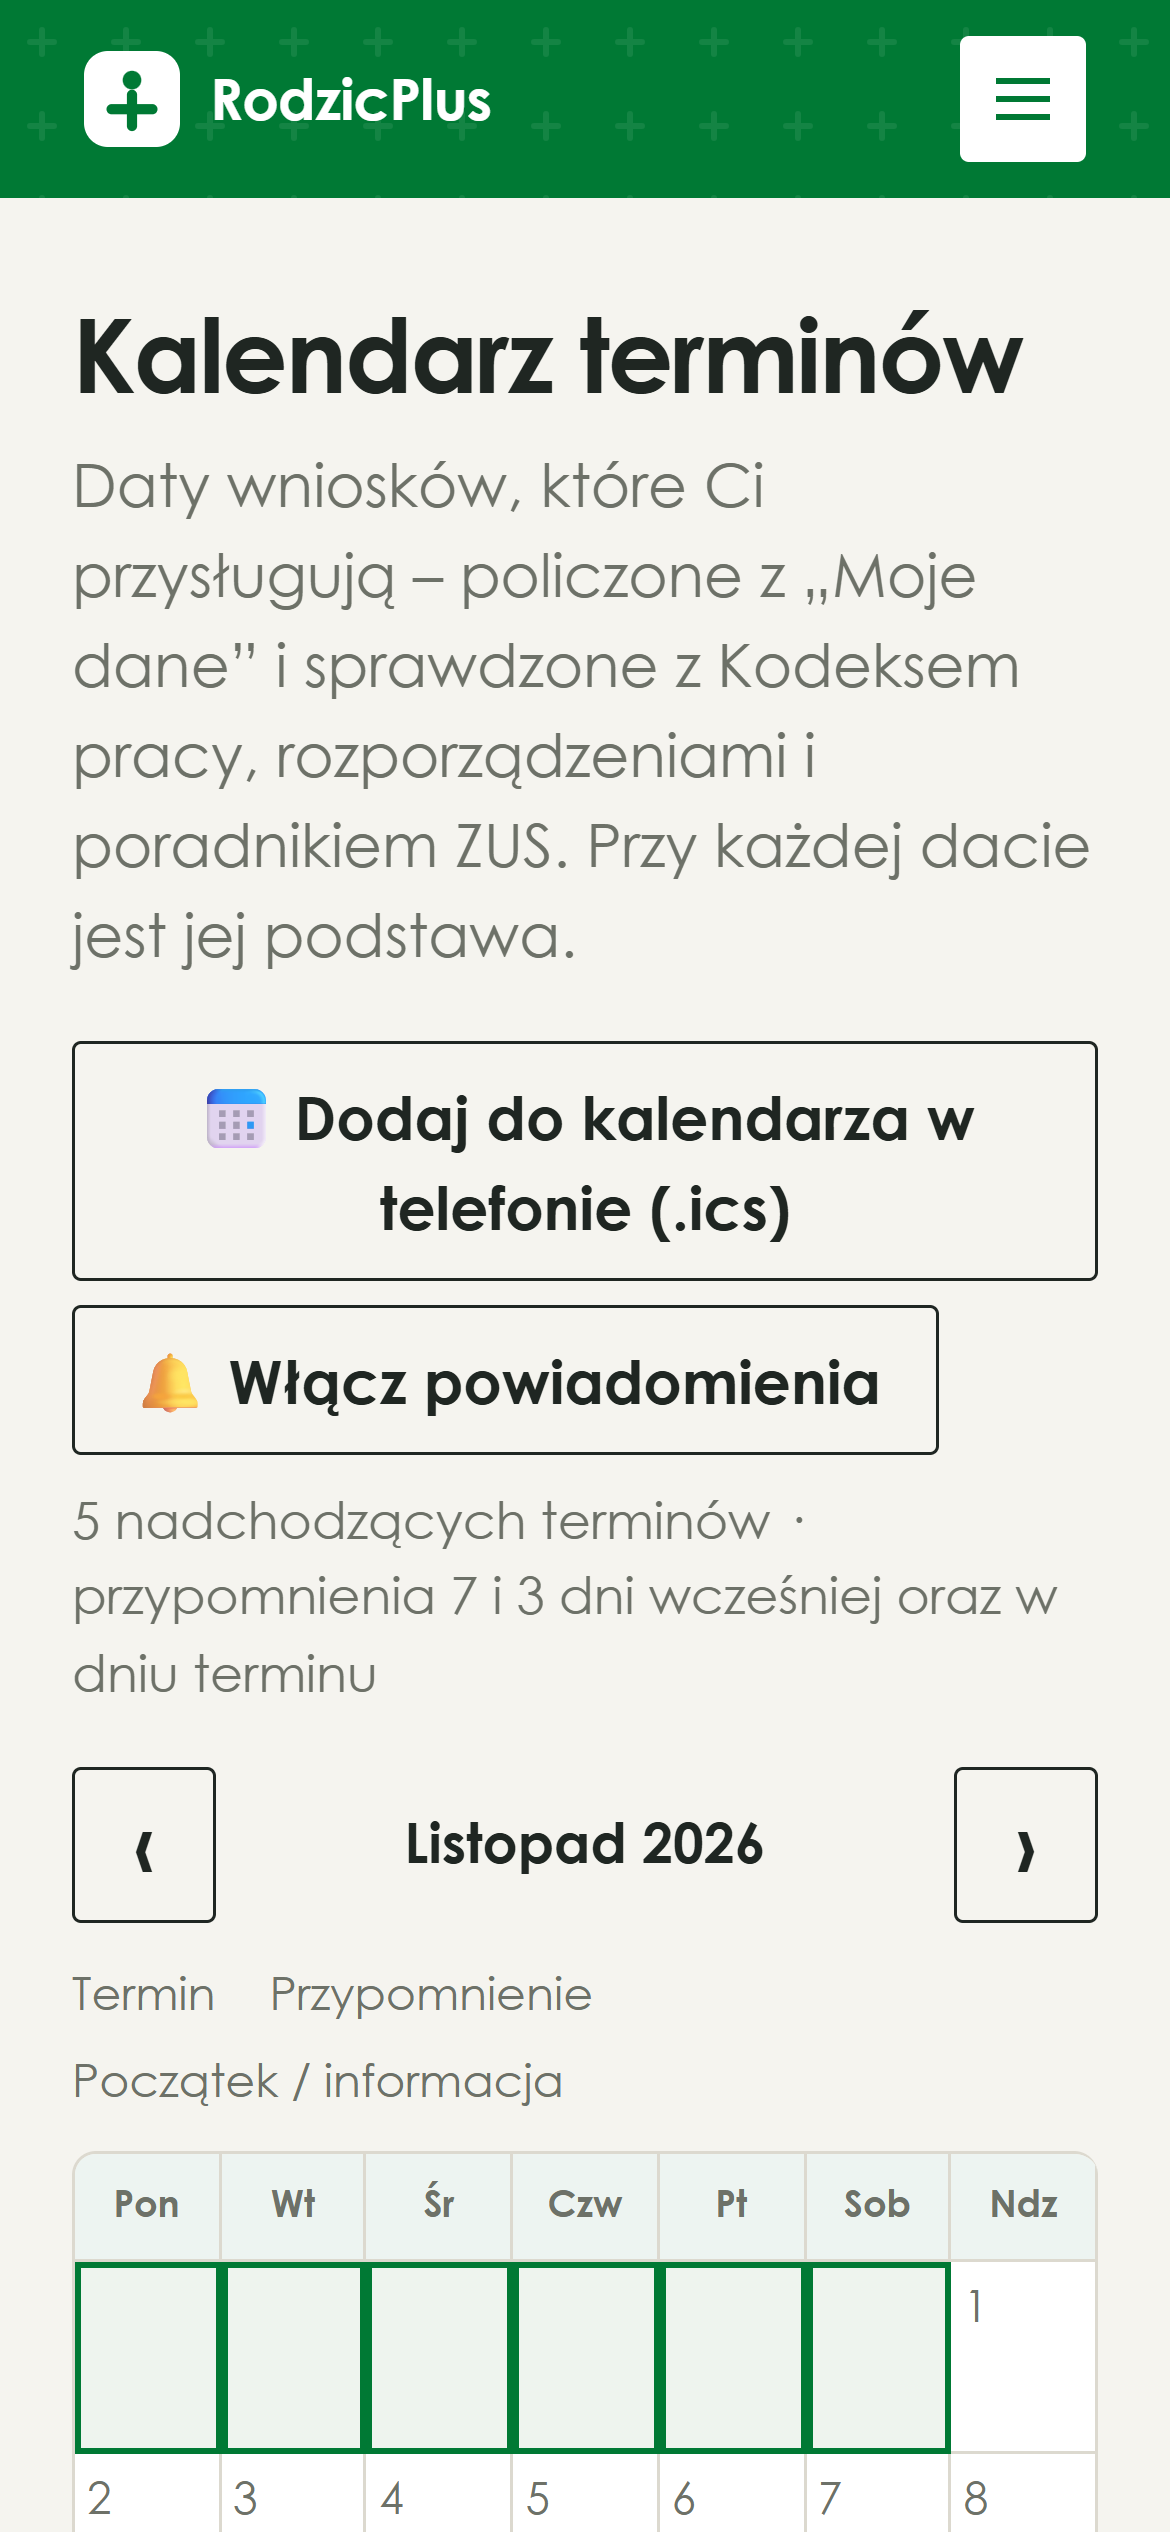 RodzicPlus
Kalendarz terminów
Daty wniosków, które Ci
przysługują – policzone z „Moje
dane” i sprawdzone z Kodeksem
pracy, rozporządzeniami i
poradnikiem ZUS. Przy każdej dacie
jest jej podstawa.
Dodaj do kalendarza w
telefonie (.ics)
Włącz powiadomienia
5 nadchodzących terminów ·
przypomnienia 7 i 3 dni wcześniej oraz w
dniu terminu
‹ Listopad 2026 ›
Termin Przypomnienie
Początek / informacja
Pon Wt Śr Czw Pt Sob Ndz
1
2 3 4 5 6 7 8